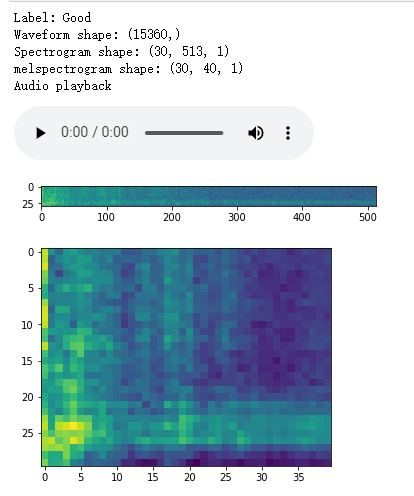 Label: Good
Waveform shape: (15360,)
Spectrogram shape: (30, 513, 1)
melspectrogram shape: (30, 40, 1)
Audio playback
0:00 / 0:00
0
25
0 100 200 300 400 500
0
5
10
15
20
25
0 5 10 15 20 25 30 35